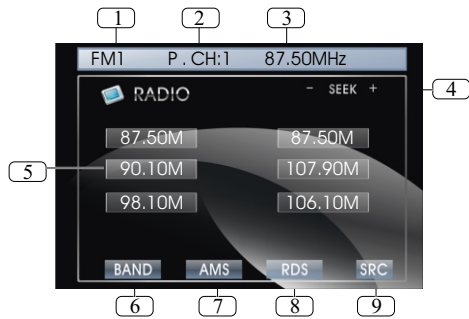 1 2 3
FM1 P. CH:1 87.50MHz
RADIO - SEEK + 4
87.50M 87.50M
5 90.10M 107.90M
98.10M 106.10M
BAND AMS RDS SRC
6 7 8 9